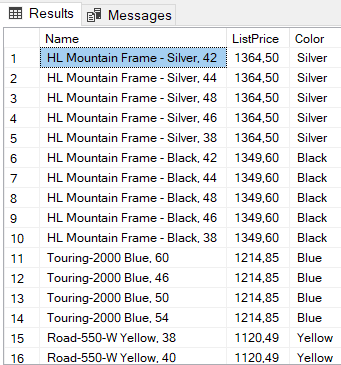 Results Messages
Name ListPrice Color
1 HL Mountain Frame - Silver, 42 1364,50 Silver
2 HL Mountain Frame - Silver, 44 1364,50 Silver
3 HL Mountain Frame - Silver, 48 1364,50 Silver
4 HL Mountain Frame - Silver, 46 1364,50 Silver
5 HL Mountain Frame - Silver, 38 1364,50 Silver
6 HL Mountain Frame - Black, 42 1349,60 Black
7 HL Mountain Frame - Black, 44 1349,60 Black
8 HL Mountain Frame - Black, 48 1349,60 Black
9 HL Mountain Frame - Black, 46 1349,60 Black
10 HL Mountain Frame - Black, 38 1349,60 Black
11 Touring-2000 Blue, 60 1214,85 Blue
12 Touring-2000 Blue, 46 1214,85 Blue
13 Touring-2000 Blue, 50 1214,85 Blue
14 Touring-2000 Blue, 54 1214,85 Blue
15 Road-550-W Yellow, 38 1120,49 Yellow
16 Road-550-W Yellow, 40 1120,49 Yellow